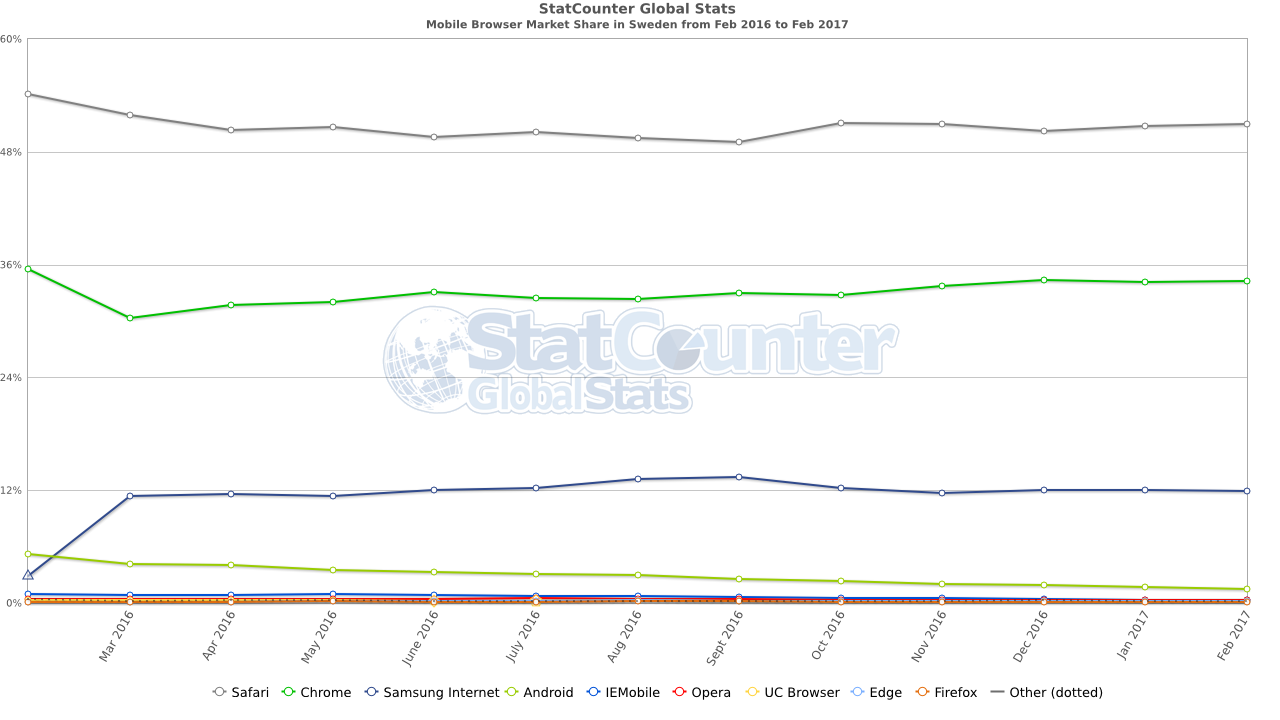 StatCounter Global Stats
Mobile Browser Market Share in Sweden from Feb 2016 to Feb 2017
60%
48%
36%
StatCounter
24%
GlobalStats
12%
0%
Mar 2016 Apr 2016 May 2016 June 2016 July 2016 Aug 2016 Sept 2016 Oct 2016 Nov 2016 Dec 2016 Jan 2017 Feb 2017
Safari Chrome Samsung Internet Android IEMobile Opera UC Browser Edge Firefox Other (dotted)